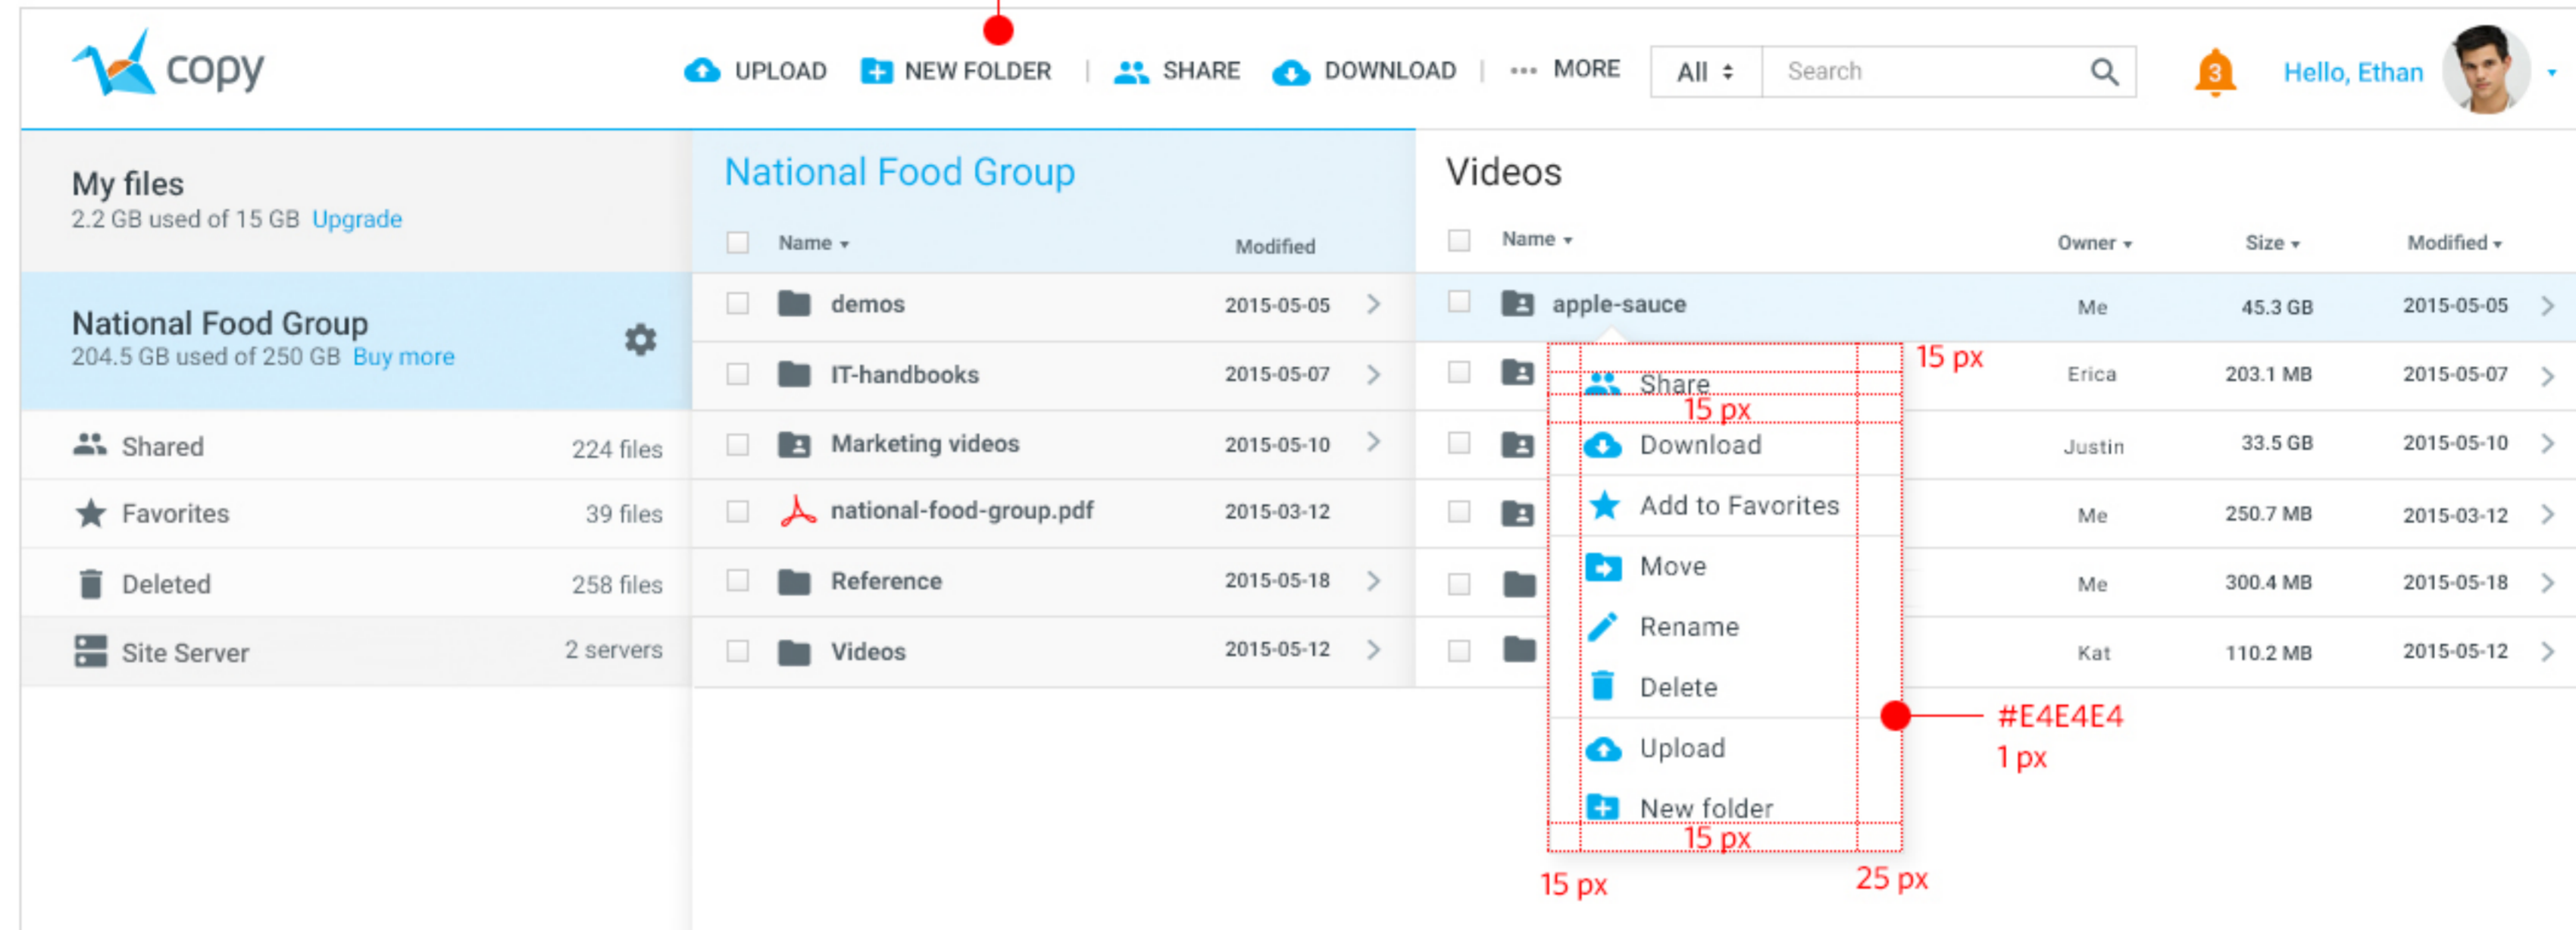 copy
UPLOAD NEW FOLDER | SHARE DOWNLOAD | ••• MORE All Search 3 Hello, Ethan
My files
2.2 GB used of 15 GB Upgrade
National Food Group
204.5 GB used of 250 GB Buy more
Shared 224 files
Favorites 39 files
Deleted 258 files
Site Server 2 servers
National Food Group
Name Modified
demos 2015-05-05
IT-handbooks 2015-05-07
Marketing videos 2015-05-10
national-food-group.pdf 2015-03-12
Reference 2015-05-18
Videos 2015-05-12
Videos
Name Owner Size Modified
apple-sauce Me 45.3 GB 2015-05-05
Erica 203.1 MB 2015-05-07
Justin 33.5 GB 2015-05-10
Me 250.7 MB 2015-03-12
Me 300.4 MB 2015-05-18
Kat 110.2 MB 2015-05-12
15 px
Share
15 px
Download
Add to Favorites
Move
Rename
Delete
Upload
New folder
15 px
15 px
25 px
#E4E4E4
1 px